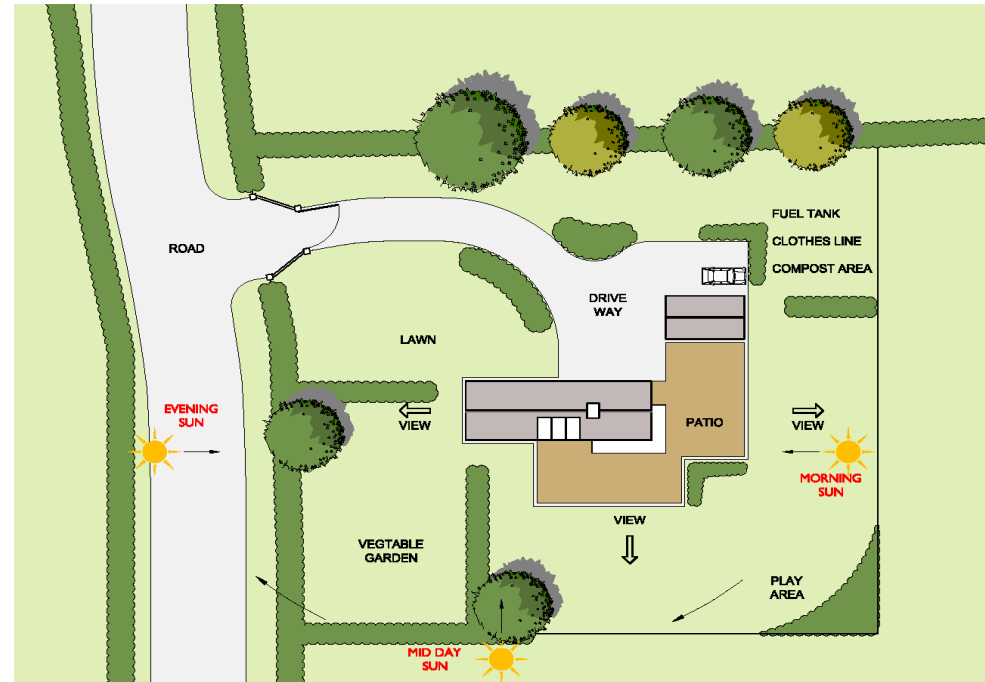 FUEL TANK
ROAD
CLOTHES LINE
COMPOST AREA
DRIVE
WAY
LAWN
EVENING
SUN
VIEW
PATIO
VIEW
MORNING
SUN
VIEW
VEGTABLE
GARDEN
PLAY
AREA
MID DAY
SUN